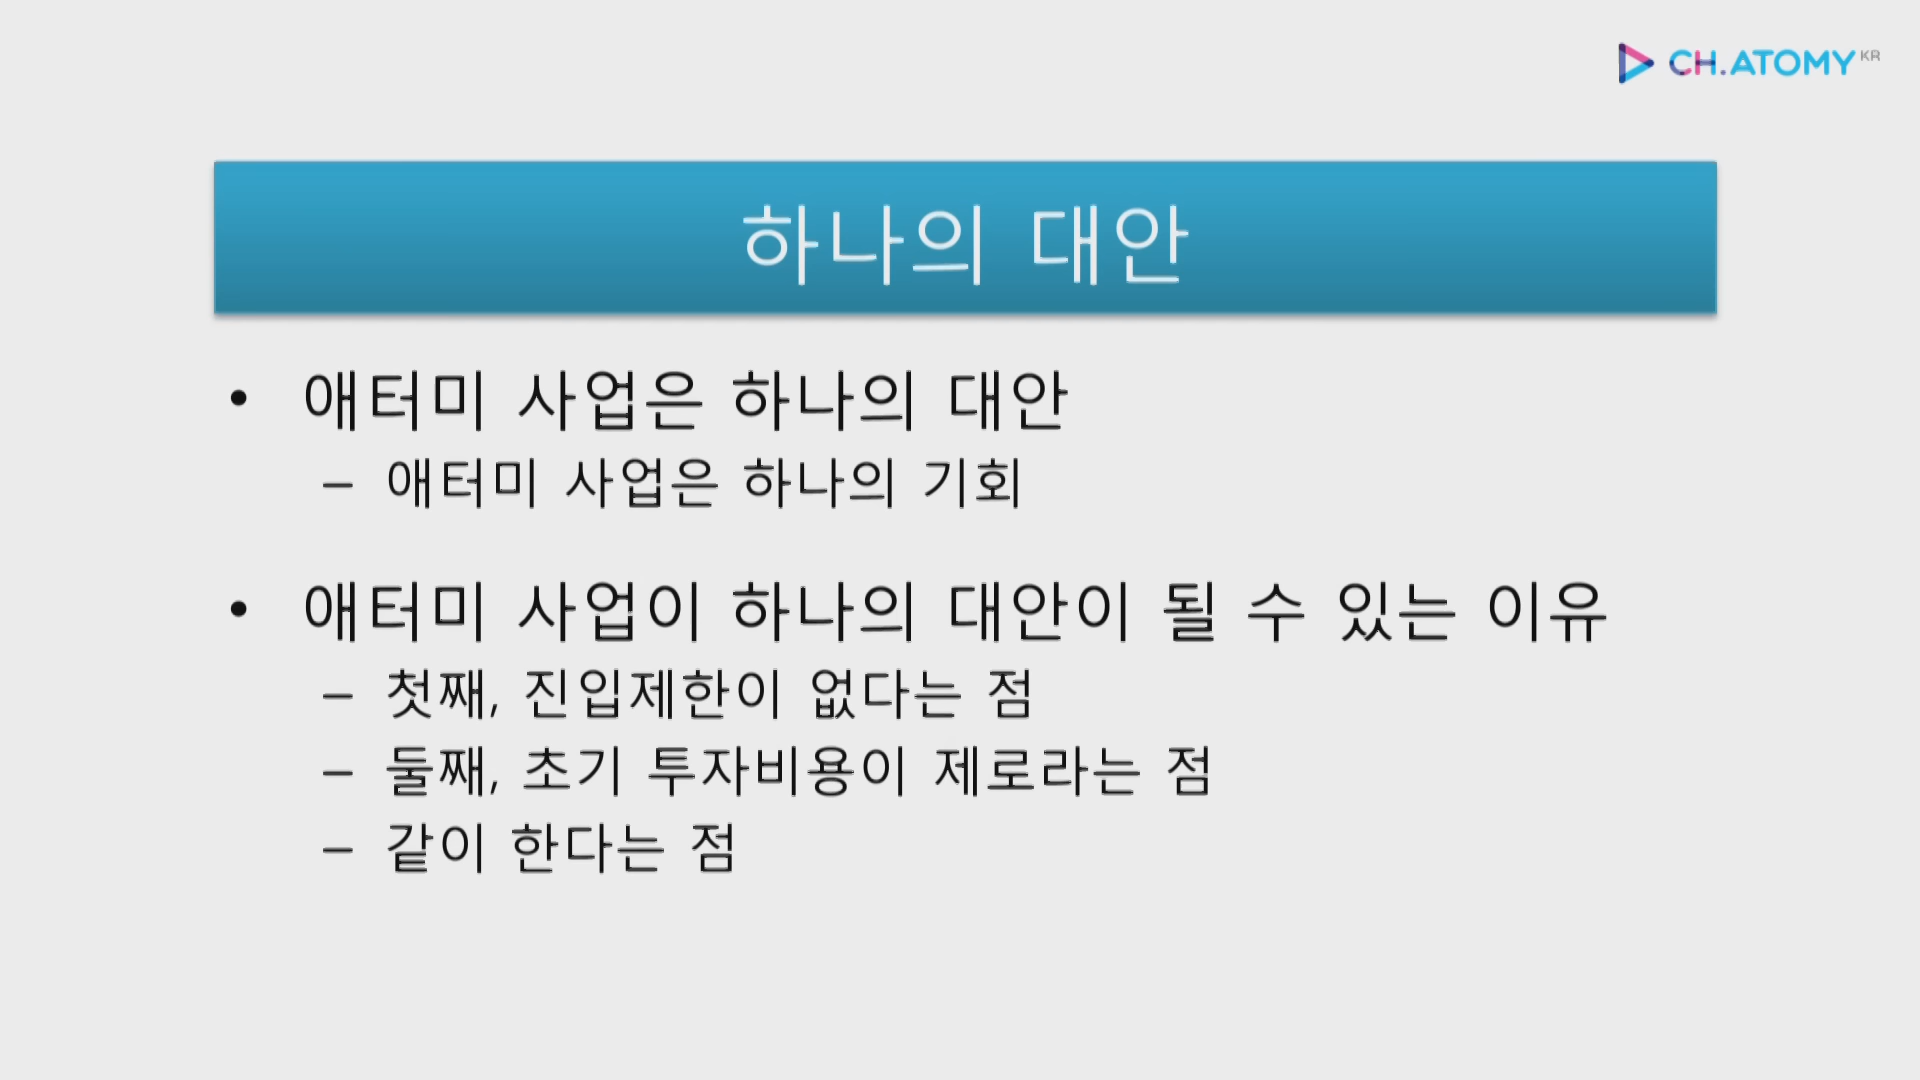 CH.ATOMY KR
하나의 대안
• 애터미 사업은 하나의 대안
– 애터미 사업은 하나의 기회
• 애터미 사업이 하나의 대안이 될 수 있는 이유
– 첫째, 진입제한이 없다는 점
– 둘째, 초기 투자비용이 제로라는 점
– 같이 한다는 점